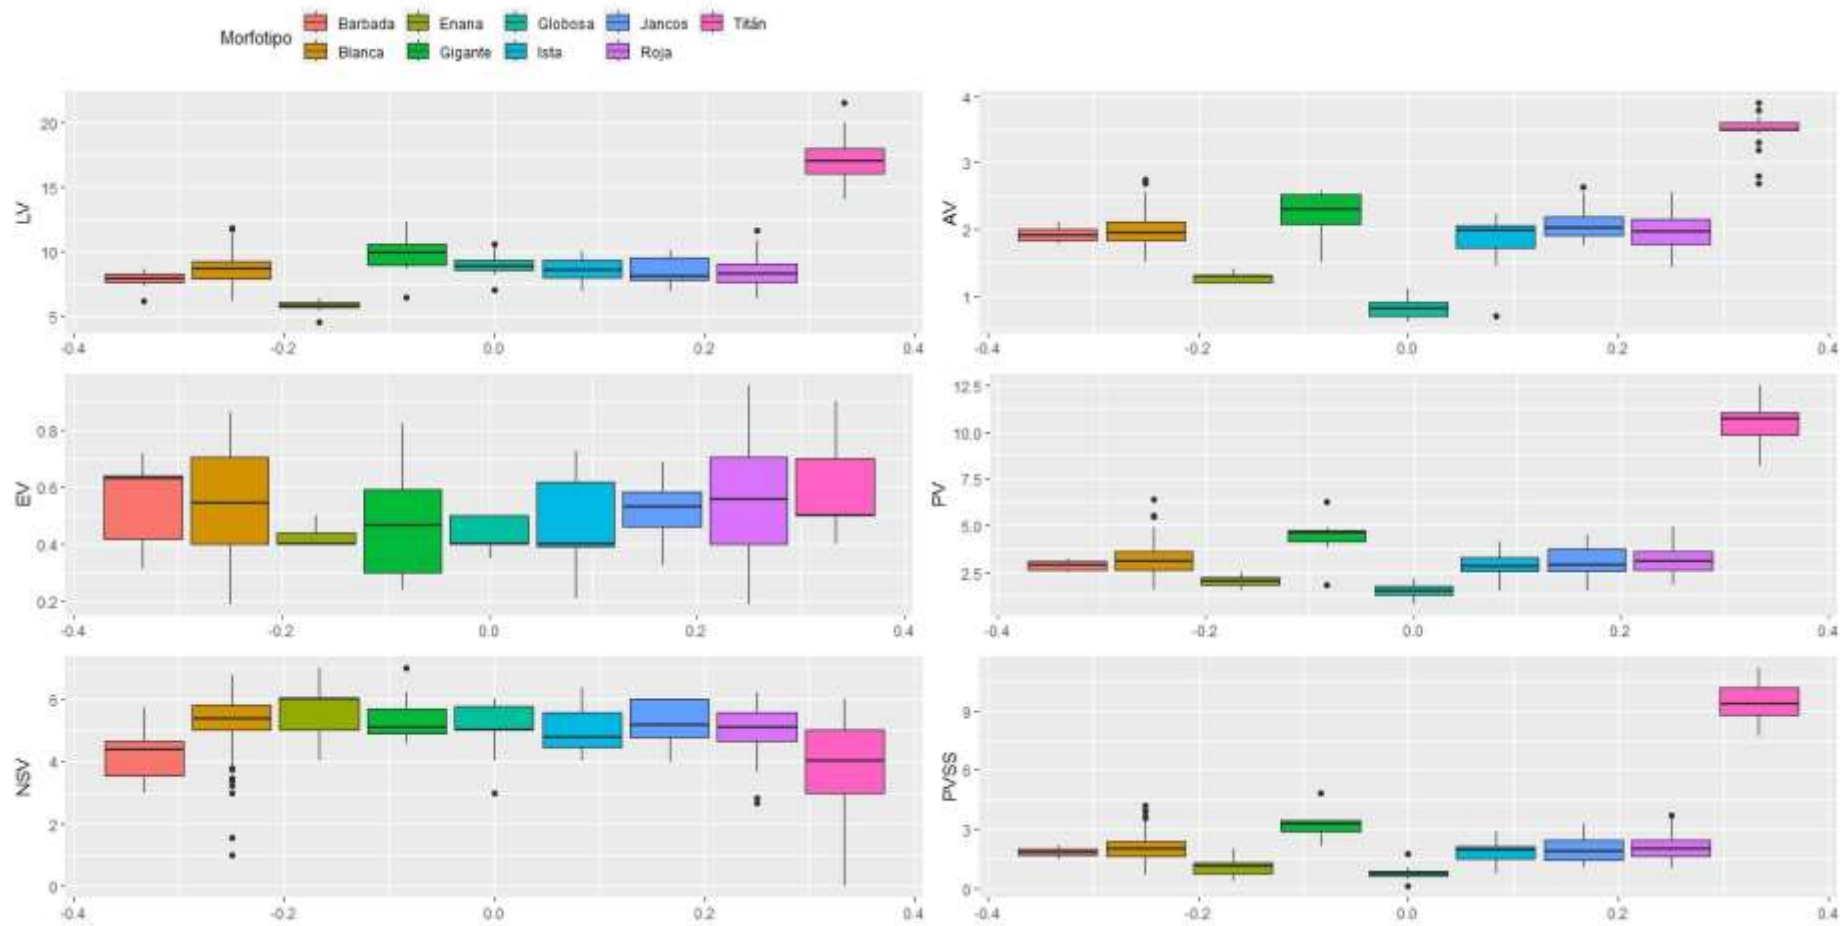 Morfotipo
Barbada Enana Globosa Jancos Titán
Blanca Gigante Ista Roja
LV
20
15
10
5
-0.4 -0.2 0.0 0.2 0.4
AV
4
3
2
1
-0.4 -0.2 0.0 0.2 0.4
EV
0.8
0.6
0.4
0.2
-0.4 -0.2 0.0 0.2 0.4
PV
12.5
10.0
7.5
5.0
2.5
-0.4 -0.2 0.0 0.2 0.4
NSV
6
4
2
0
-0.4 -0.2 0.0 0.2 0.4
PVSS
9
6
3
0
-0.4 -0.2 0.0 0.2 0.4